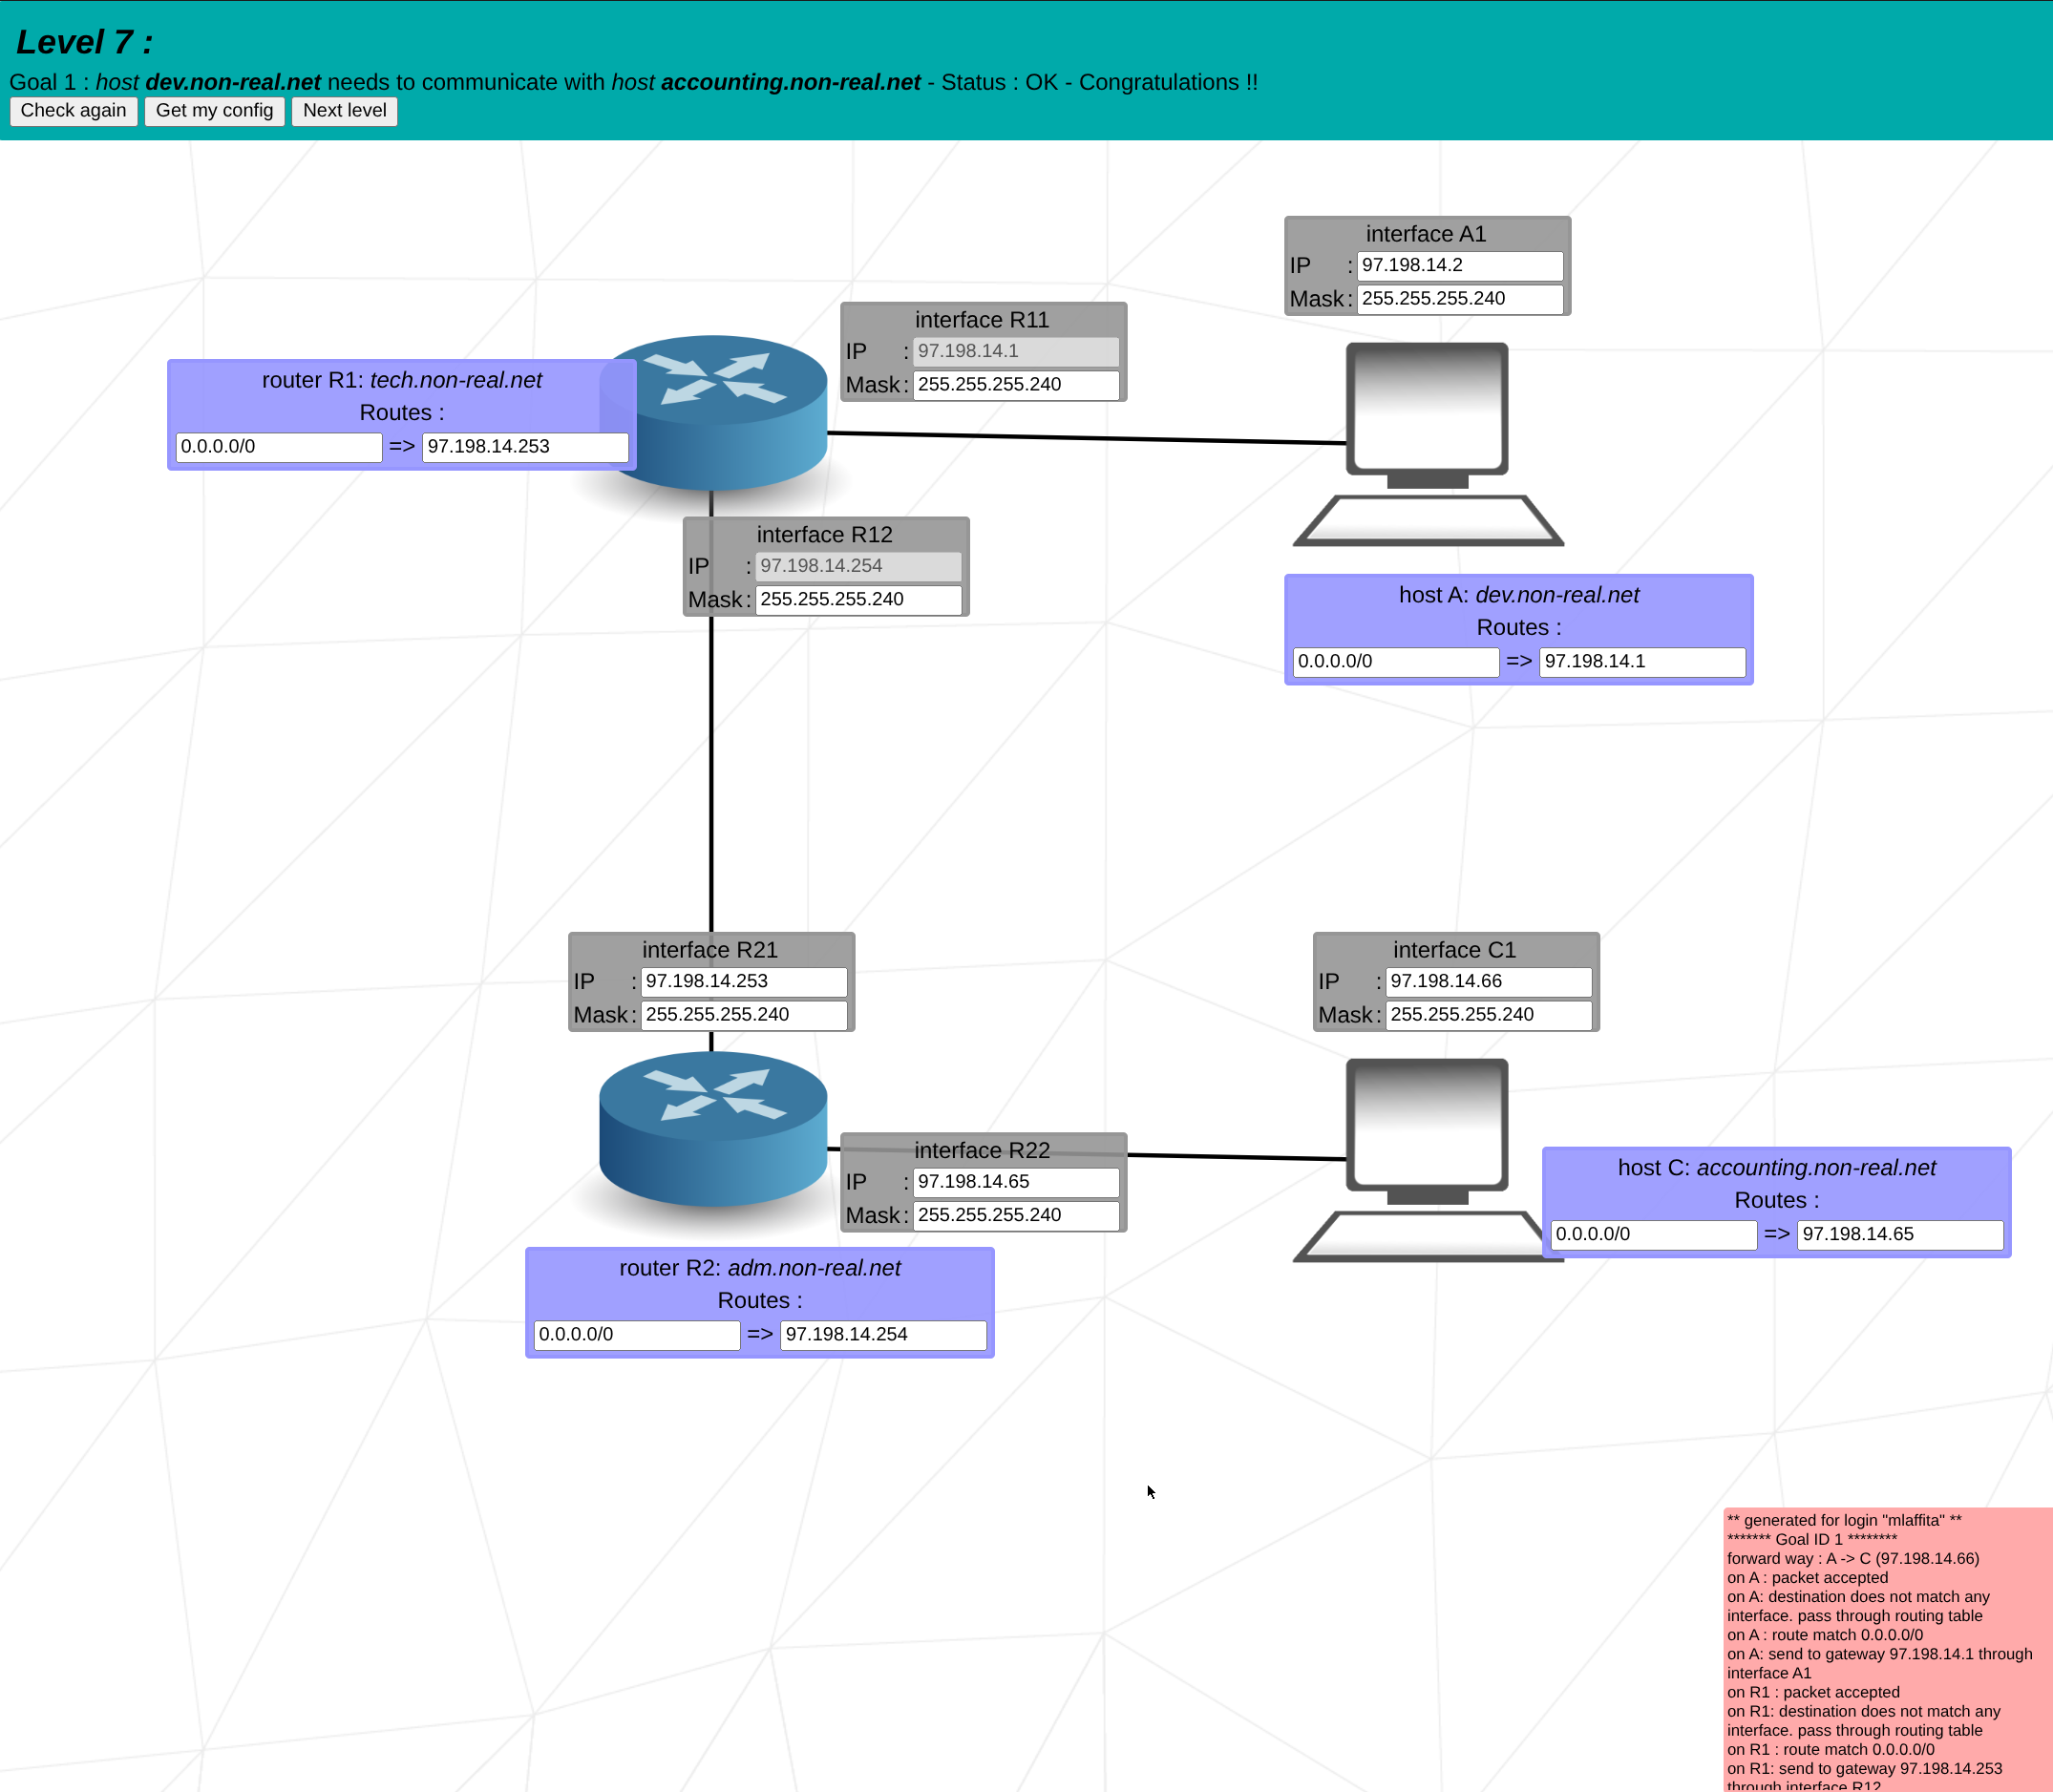 Level 7 :
Goal 1 : host dev.non-real.net needs to communicate with host accounting.non-real.net - Status : OK - Congratulations !!
Check again Get my config Next level
interface A1
IP : 97.198.14.2
Mask : 255.255.255.240
interface R11
IP : 97.198.14.1
Mask : 255.255.255.240
router R1: tech.non-real.net
Routes :
0.0.0.0/0 => 97.198.14.253
interface R12
IP : 97.198.14.254
Mask : 255.255.255.240
host A: dev.non-real.net
Routes :
0.0.0.0/0 => 97.198.14.1
interface R21
IP : 97.198.14.253
Mask : 255.255.255.240
interface C1
IP : 97.198.14.66
Mask : 255.255.255.240
interface R22
IP : 97.198.14.65
Mask : 255.255.255.240
host C: accounting.non-real.net
Routes :
0.0.0.0/0 => 97.198.14.65
router R2: adm.non-real.net
Routes :
0.0.0.0/0 => 97.198.14.254
** generated for login "mlaffita" **
******* Goal ID 1 ********
forward way : A -> C (97.198.14.66)
on A : packet accepted
on A: destination does not match any
interface. pass through routing table
on A : route match 0.0.0.0/0
on A: send to gateway 97.198.14.1 through
interface A1
on R1 : packet accepted
on R1: destination does not match any
interface. pass through routing table
on R1 : route match 0.0.0.0/0
on R1: send to gateway 97.198.14.253
through interface R12